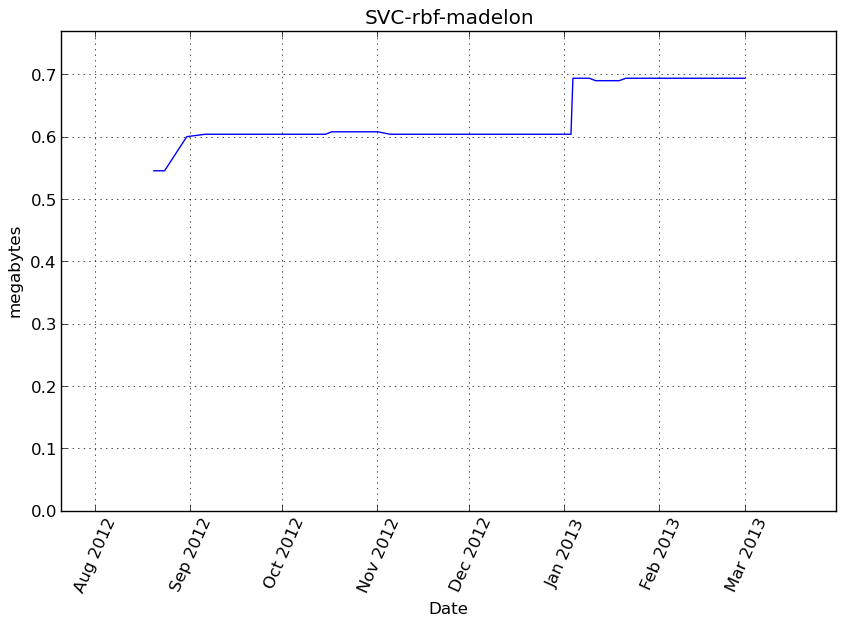 SVC-rbf-madelon
megabytes
0.7
0.6
0.5
0.4
0.3
0.2
0.1
0.0
Aug 2012
Sep 2012
Oct 2012
Nov 2012
Dec 2012
Jan 2013
Feb 2013
Mar 2013
Date